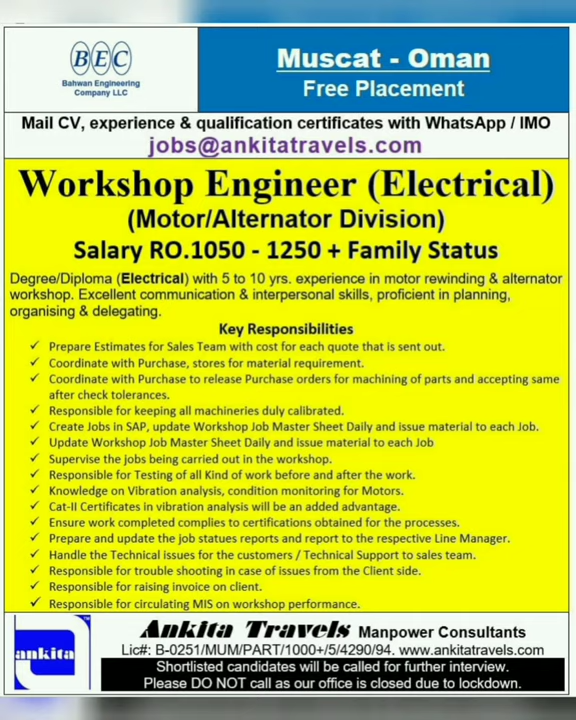 BEC
Bahwan Engineering
Company LLC
Muscat - Oman
Free Placement
Mail CV, experience & qualification certificates with WhatsApp / IMO
jobs@ankitatravels.com
Workshop Engineer (Electrical)
(Motor/Alternator Division)
Salary RO.1050 - 1250 + Family Status
Degree/Diploma (Electrical) with 5 to 10 yrs. experience in motor rewinding & alternator
workshop. Excellent communication & interpersonal skills, proficient in planning,
organising & delegating.
Key Responsibilities
✓ Prepare Estimates for Sales Team with cost for each quote that is sent out.
✓ Coordinate with Purchase, stores for material requirement.
✓ Coordinate with Purchase to release Purchase orders for machining of parts and accepting same
after check tolerances.
✓ Responsible for keeping all machineries duly calibrated.
✓ Create Jobs in SAP, update Workshop Job Master Sheet Daily and issue material to each Job.
✓ Update Workshop Job Master Sheet Daily and issue material to each Job
✓ Supervise the jobs being carried out in the workshop.
✓ Responsible for Testing of all Kind of work before and after the work.
✓ Knowledge on Vibration analysis, condition monitoring for Motors.
✓ Cat-II Certificates in vibration analysis will be an added advantage.
✓ Ensure work completed complies to certifications obtained for the processes.
✓ Prepare and update the job statues reports and report to the respective Line Manager.
✓ Handle the Technical issues for the customers / Technical Support to sales team.
✓ Responsible for trouble shooting in case of issues from the Client side.
✓ Responsible for raising invoice on client.
✓ Responsible for circulating MIS on workshop performance.
ankita
TM
Ankita Travels Manpower Consultants
Lic#: B-0251/MUM/PART/1000+/5/4290/94. www.ankitatravels.com
Shortlisted candidates will be called for further interview.
Please DO NOT call as our office is closed due to lockdown.